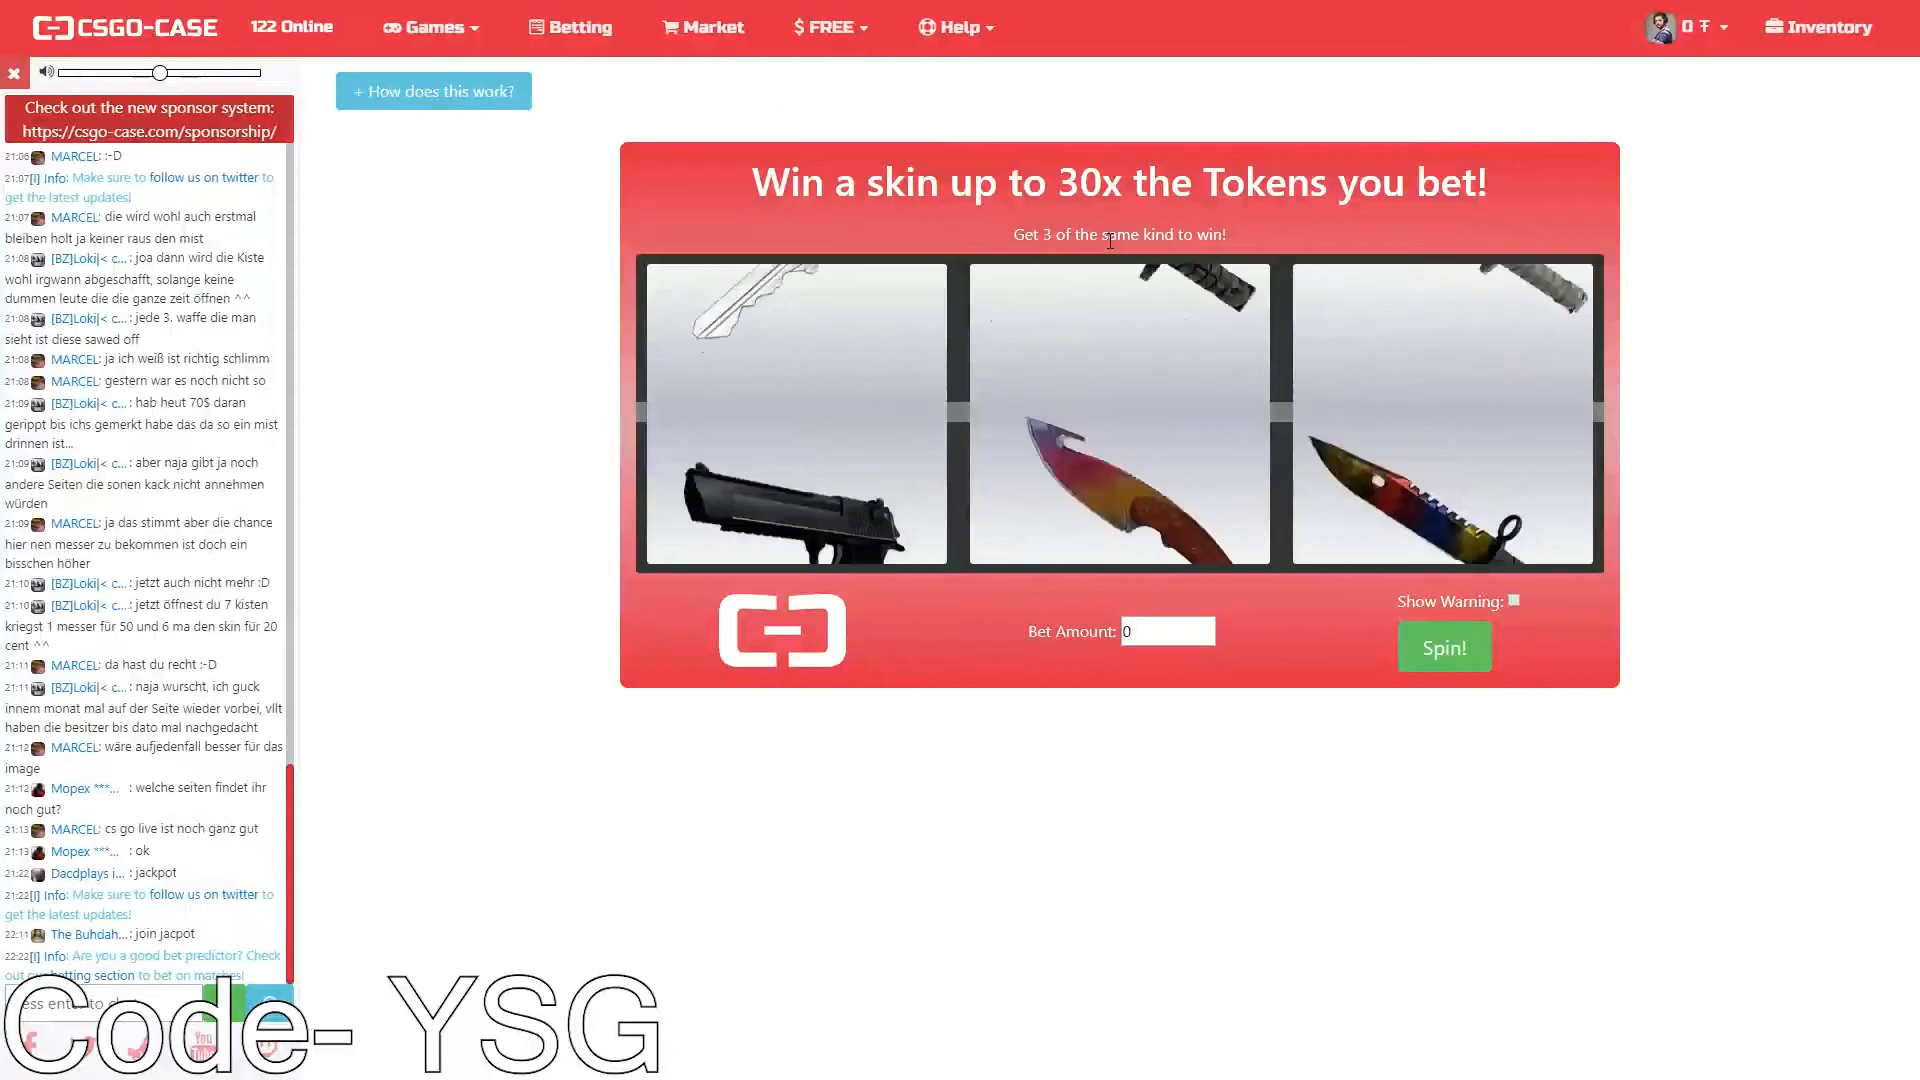 CSGO-CASE
122 Online
Games
Betting
Market
$ FREE
Help
0 Ŧ
Inventory
Check out the new sponsor system:
https://csgo-case.com/sponsorship/
21:06 MARCEL: :-D
21:07[i] Info: Make sure to follow us on twitter to
get the latest updates!
21:07 MARCEL: die wird wohl auch erstmal
bleiben holt ja keiner raus den mist
21:08 [BZ]Loki|< c... : joa dann wird die Kiste
wohl irgwann abgeschafft, solange keine
dummen leute die die ganze zeit öffnen ^^
21:08 [BZ]Loki|< c... : jede 3. waffe die man
sieht ist diese sawed off
21:08 MARCEL: ja ich weiß ist richtig schlimm
21:08 MARCEL: gestern war es noch nicht so
21:09 [BZ]Loki|< c... : hab heut 70$ daran
gerippt bis ichs gemerkt habe das da so ein mist
drinnen ist...
21:09 [BZ]Loki|< c... : aber naja gibt ja noch
andere Seiten die sonen kack nicht annehmen
würden
21:09 MARCEL: ja das stimmt aber die chance
hier nen messer zu bekommen ist doch ein
bisschen höher
21:10 [BZ]Loki|< c... : jetzt auch nicht mehr :D
21:10 [BZ]Loki|< c... : jetzt öffnest du 7 kisten
kriegst 1 messer für 50 und 6 ma den skin für 20
cent ^^
21:11 MARCEL: da hast du recht :-D
21:11 [BZ]Loki|< c... : naja wurscht, ich guck
innem monat mal auf der Seite wieder vorbei, vllt
haben die besitzer bis dato mal nachgedacht
21:12 MARCEL: wäre aufjedenfall besser für das
image
21:12 Mopex ***... : welche seiten findet ihr
noch gut?
21:13 MARCEL: cs go live ist noch ganz gut
21:13 Mopex ***... : ok
21:22 Dacdplays i... : jackpot
21:22[i] Info: Make sure to follow us on twitter to
get the latest updates!
22:11 The Buhdah... : join jacpot
22:22[i] Info: Are you a good bet predictor? Check
out our betting section to bet on matches!
+ How does this work?
Win a skin up to 30x the Tokens you bet!
Get 3 of the same kind to win!
Bet Amount: 0
Show Warning:
Spin!
Code- YSG